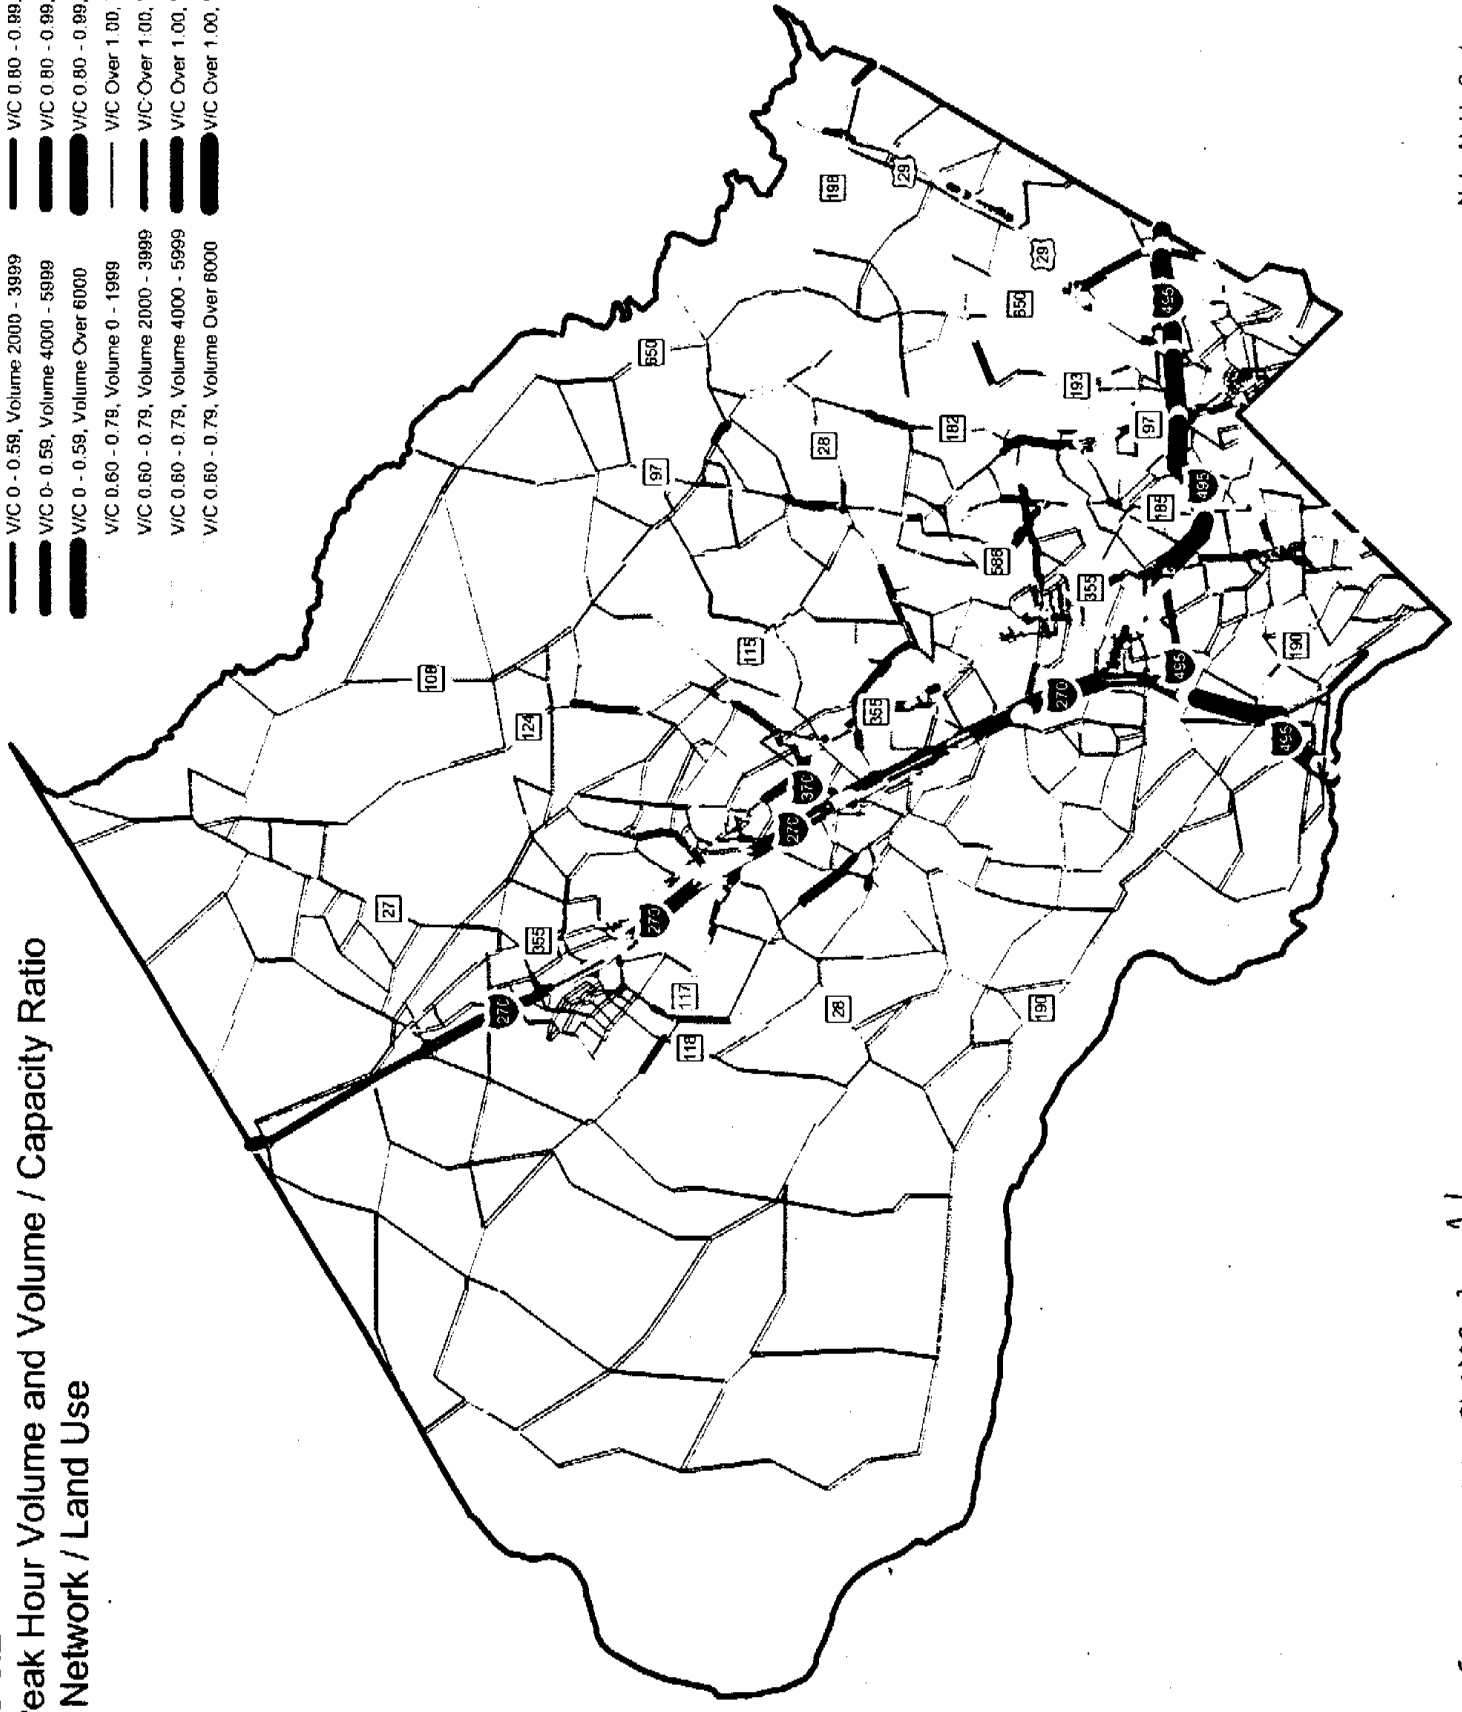 eak Hour Volume and Volume / Capacity Ratio
Network / Land Use
V/C 0 - 0.59, Volume 2000 - 3999
V/C 0- 0.59, Volume 4000 - 5999
V/C 0 - 0.59, Volume Over 6000
V/C 0.60 - 0.79, Volume 0 - 1999
V/C 0.60 - 0.79, Volume 2000 - 3999
V/C 0.60 - 0.79, Volume 4000 - 5999
V/C 0.60 - 0.79, Volume Over 6000
V/C 0.80 - 0.99,
V/C 0.80 - 0.99,
V/C 0.80 - 0.99,
V/C Over 1.00,
V/C Over 1.00,
V/C Over 1.00,
V/C Over 1.00,
27
355
270
117
118
28
190
108
124
270
270
370
115
355
270
495
495
190
650
97
28
182
586
355
185
495
97
193
650
29
198
29
495